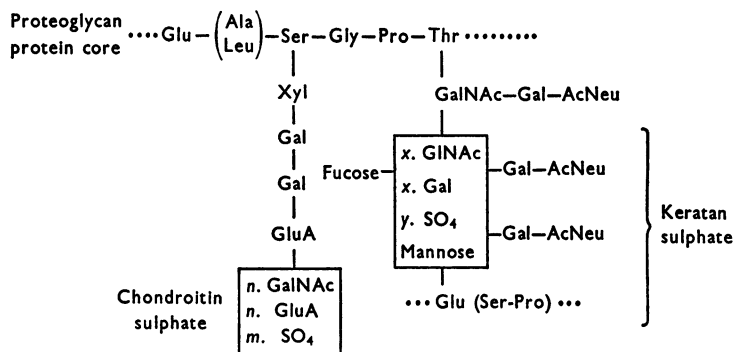 Proteoglycan
protein core
····Glu–(Ala
Leu)–Ser–Gly–Pro–Thr·········
Xyl
GalNAc–Gal–AcNeu
Gal
x. GlNAc
Fucose–
–Gal–AcNeu
Gal
x. Gal
y. SO₄
Keratan
sulphate
GluA
–Gal–AcNeu
Mannose
Chondroitin
sulphate
n. GalNAc
n. GluA
m. SO₄
···Glu (Ser-Pro)···